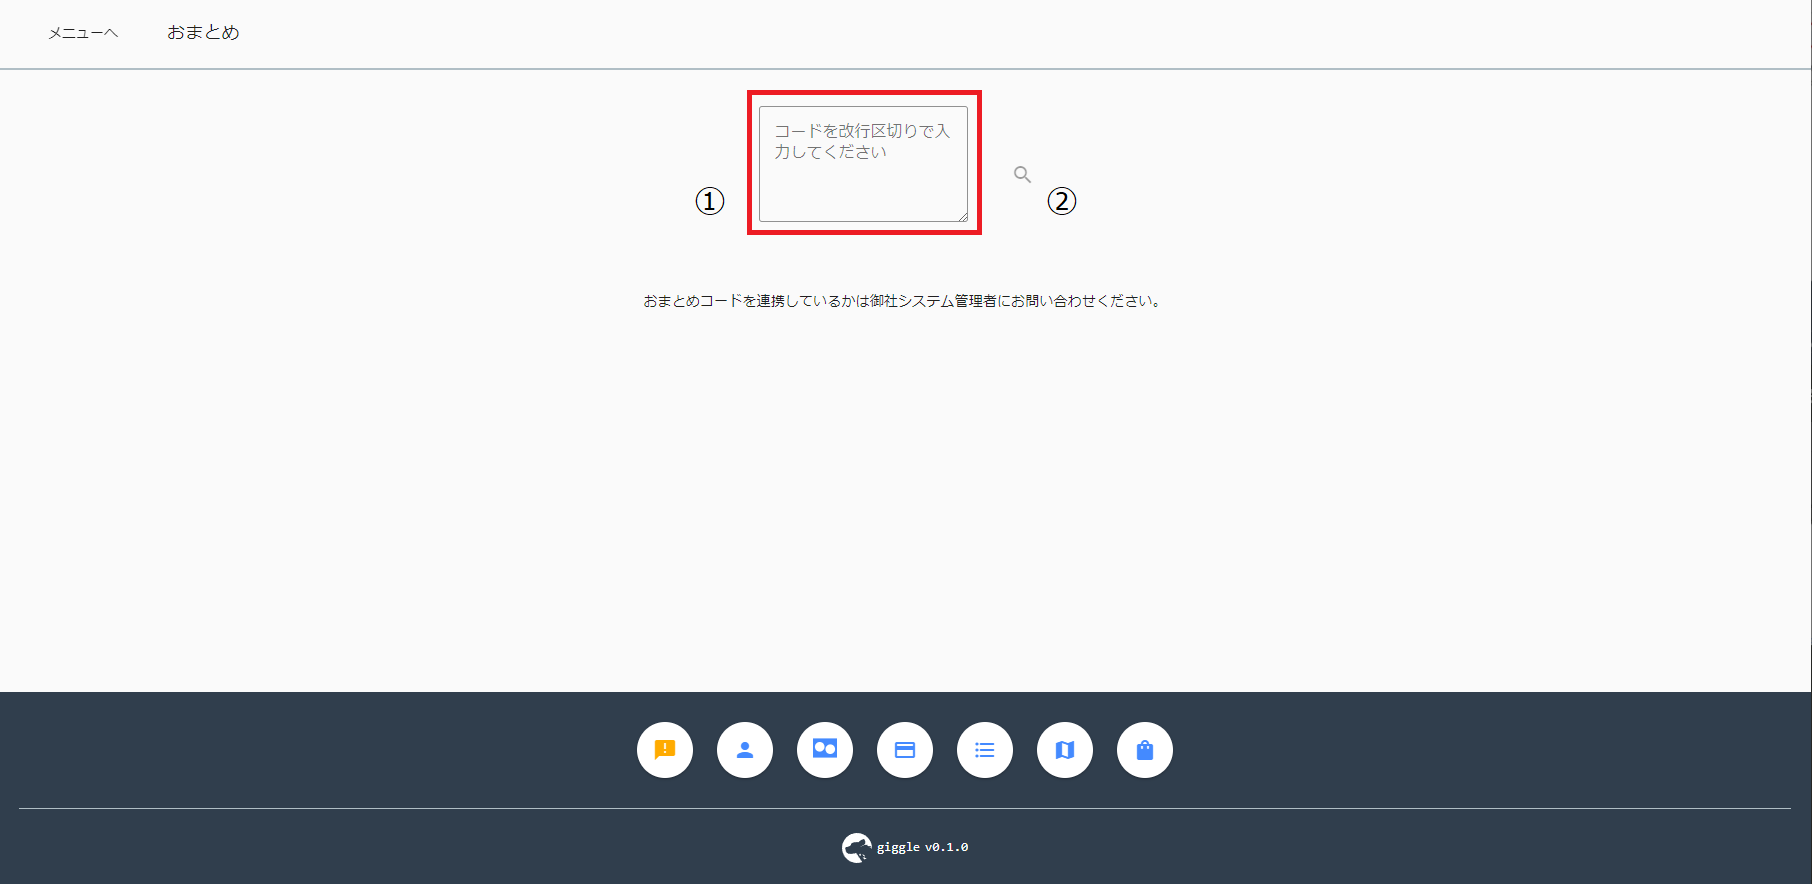 メニューへ おまとめ
コードを改行区切りで入
力してください
① ②
おまとめコードを連携しているかは御社システム管理者にお問い合わせください。
giggle v0.1.0